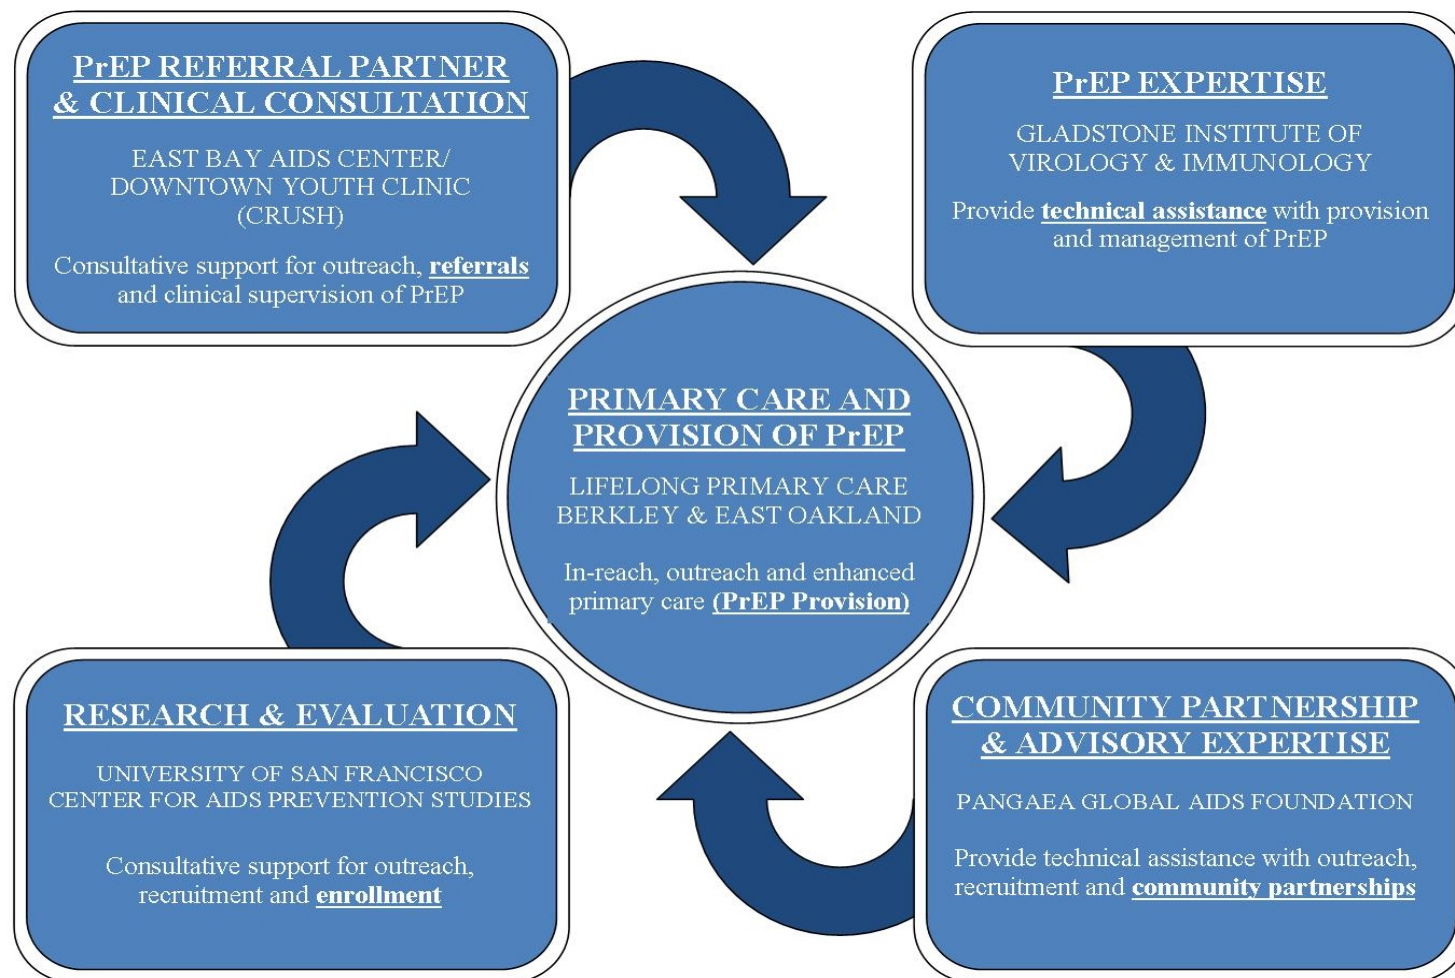 PrEP REFERRAL PARTNER
& CLINICAL CONSULTATION
EAST BAY AIDS CENTER/
DOWNTOWN YOUTH CLINIC
(CRUSH)
Consultative support for outreach, referrals
and clinical supervision of PrEP
PrEP EXPERTISE
GLADSTONE INSTITUTE OF
VIROLOGY & IMMUNOLOGY
Provide technical assistance with provision
and management of PrEP
PRIMARY CARE AND
PROVISION OF PrEP
LIFELONG PRIMARY CARE
BERKLEY & EAST OAKLAND
In-reach, outreach and enhanced
primary care (PrEP Provision)
RESEARCH & EVALUATION
UNIVERSITY OF SAN FRANCISCO
CENTER FOR AIDS PREVENTION STUDIES
Consultative support for outreach,
recruitment and enrollment
COMMUNITY PARTNERSHIP
& ADVISORY EXPERTISE
PANGAEA GLOBAL AIDS FOUNDATION
Provide technical assistance with outreach,
recruitment and community partnerships